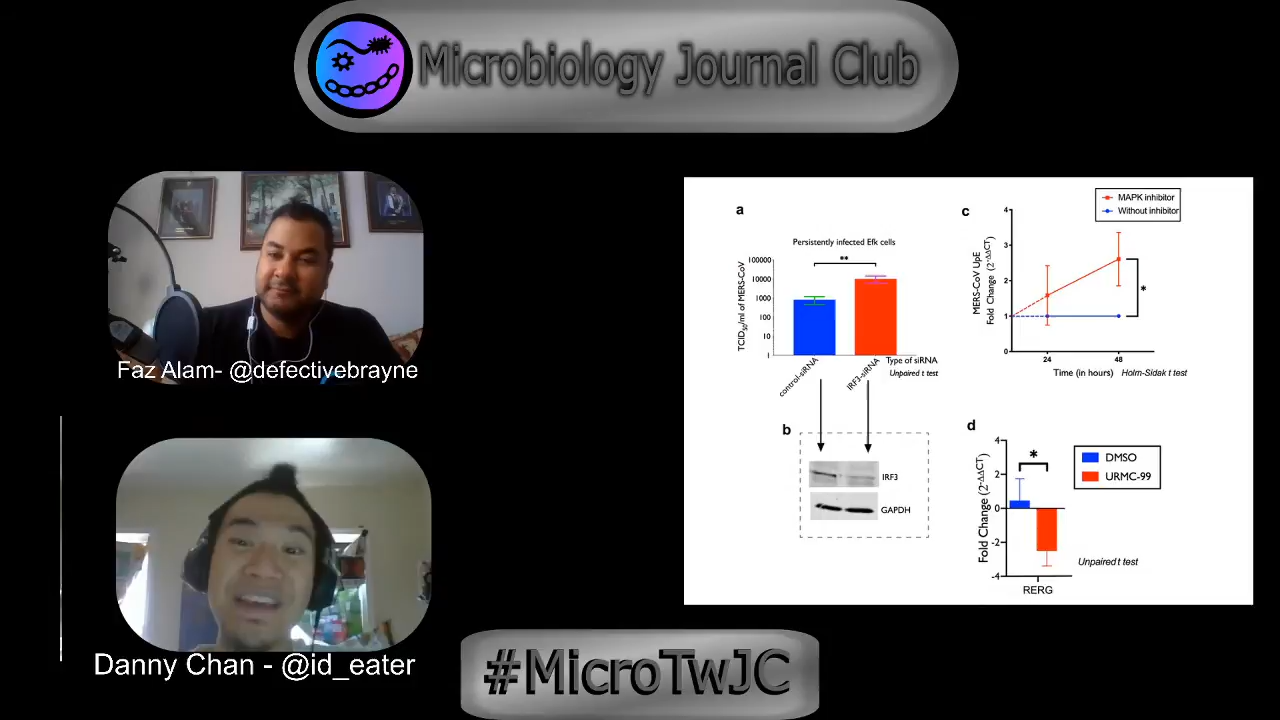 Microbiology Journal Club
Faz Alam- @defectivebrayne
Danny Chan - @id_eater
a
Persistently infected Efk cells
**
TCID50/ml of MERS-CoV
100000
10000
1000
100
10
1
control-siRNA
IRF3-siRNA
Type of siRNA
Unpaired t test
b
IRF3
GAPDH
c
MAPK inhibitor
Without inhibitor
MERS-CoV UpE
Fold Change (2-ΔΔCT)
4
3
2
1
0
*
24
48
Time (in hours)
Holm-Sidak t test
d
DMSO
URMC-99
Fold Change (2-ΔΔCT)
4
2
0
-2
-4
*
Unpaired t test
RERG
#MicroTwJC